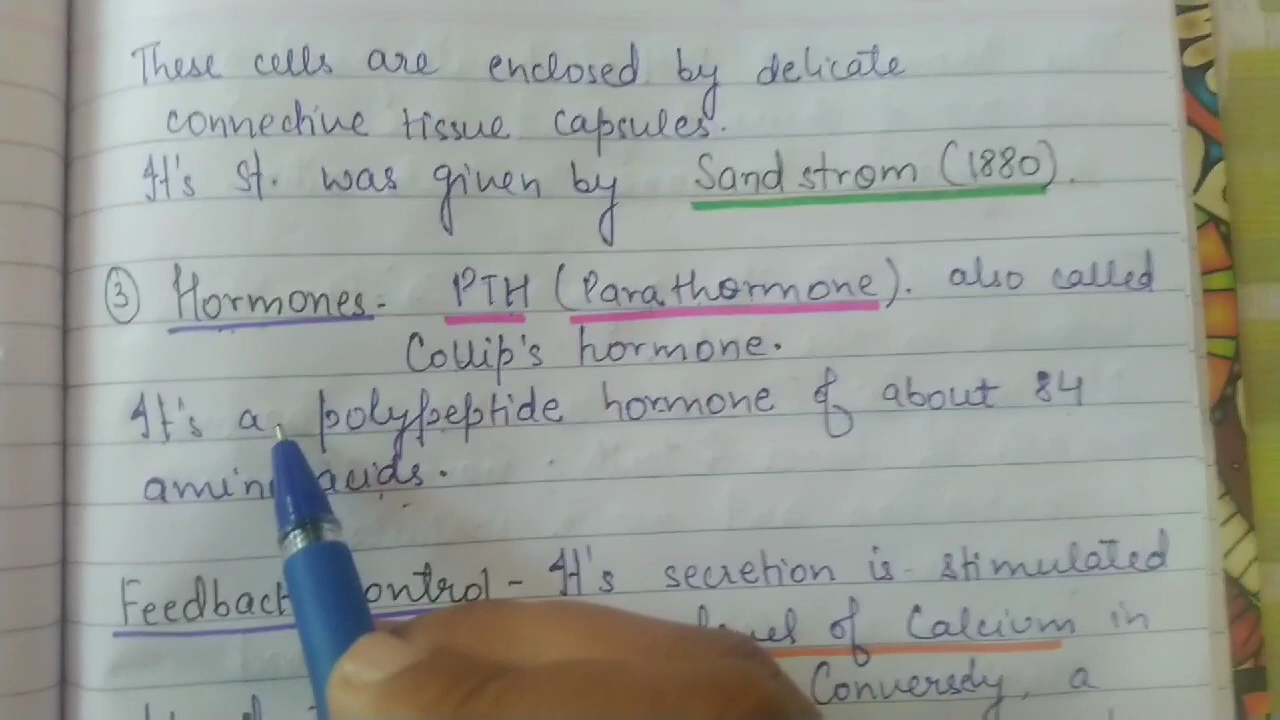 These cells are enclosed by delicate
connective tissue capsules.
It's St. was given by Sandstrom (1880).
③ Hormones - PTH (Parathormone). also called
Collip's hormone.
It's a polypeptide hormone of about 84
amino acids.
Feedback control - It's secretion is stimulated
level of Calcium in
Conversely, a